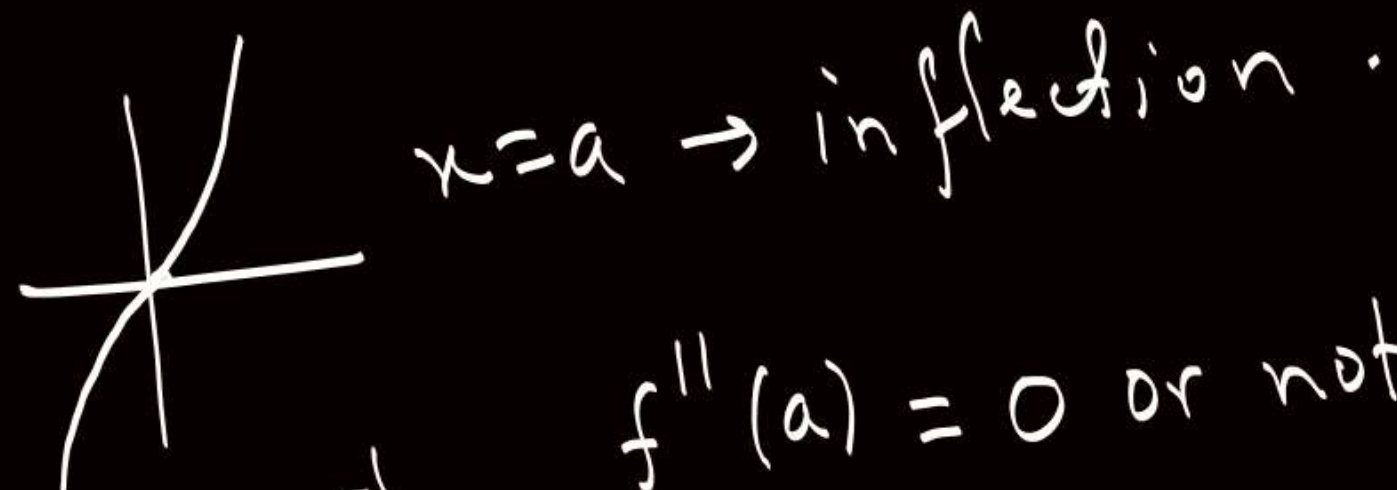 x=a → inflection.
f''(a) = 0 or not